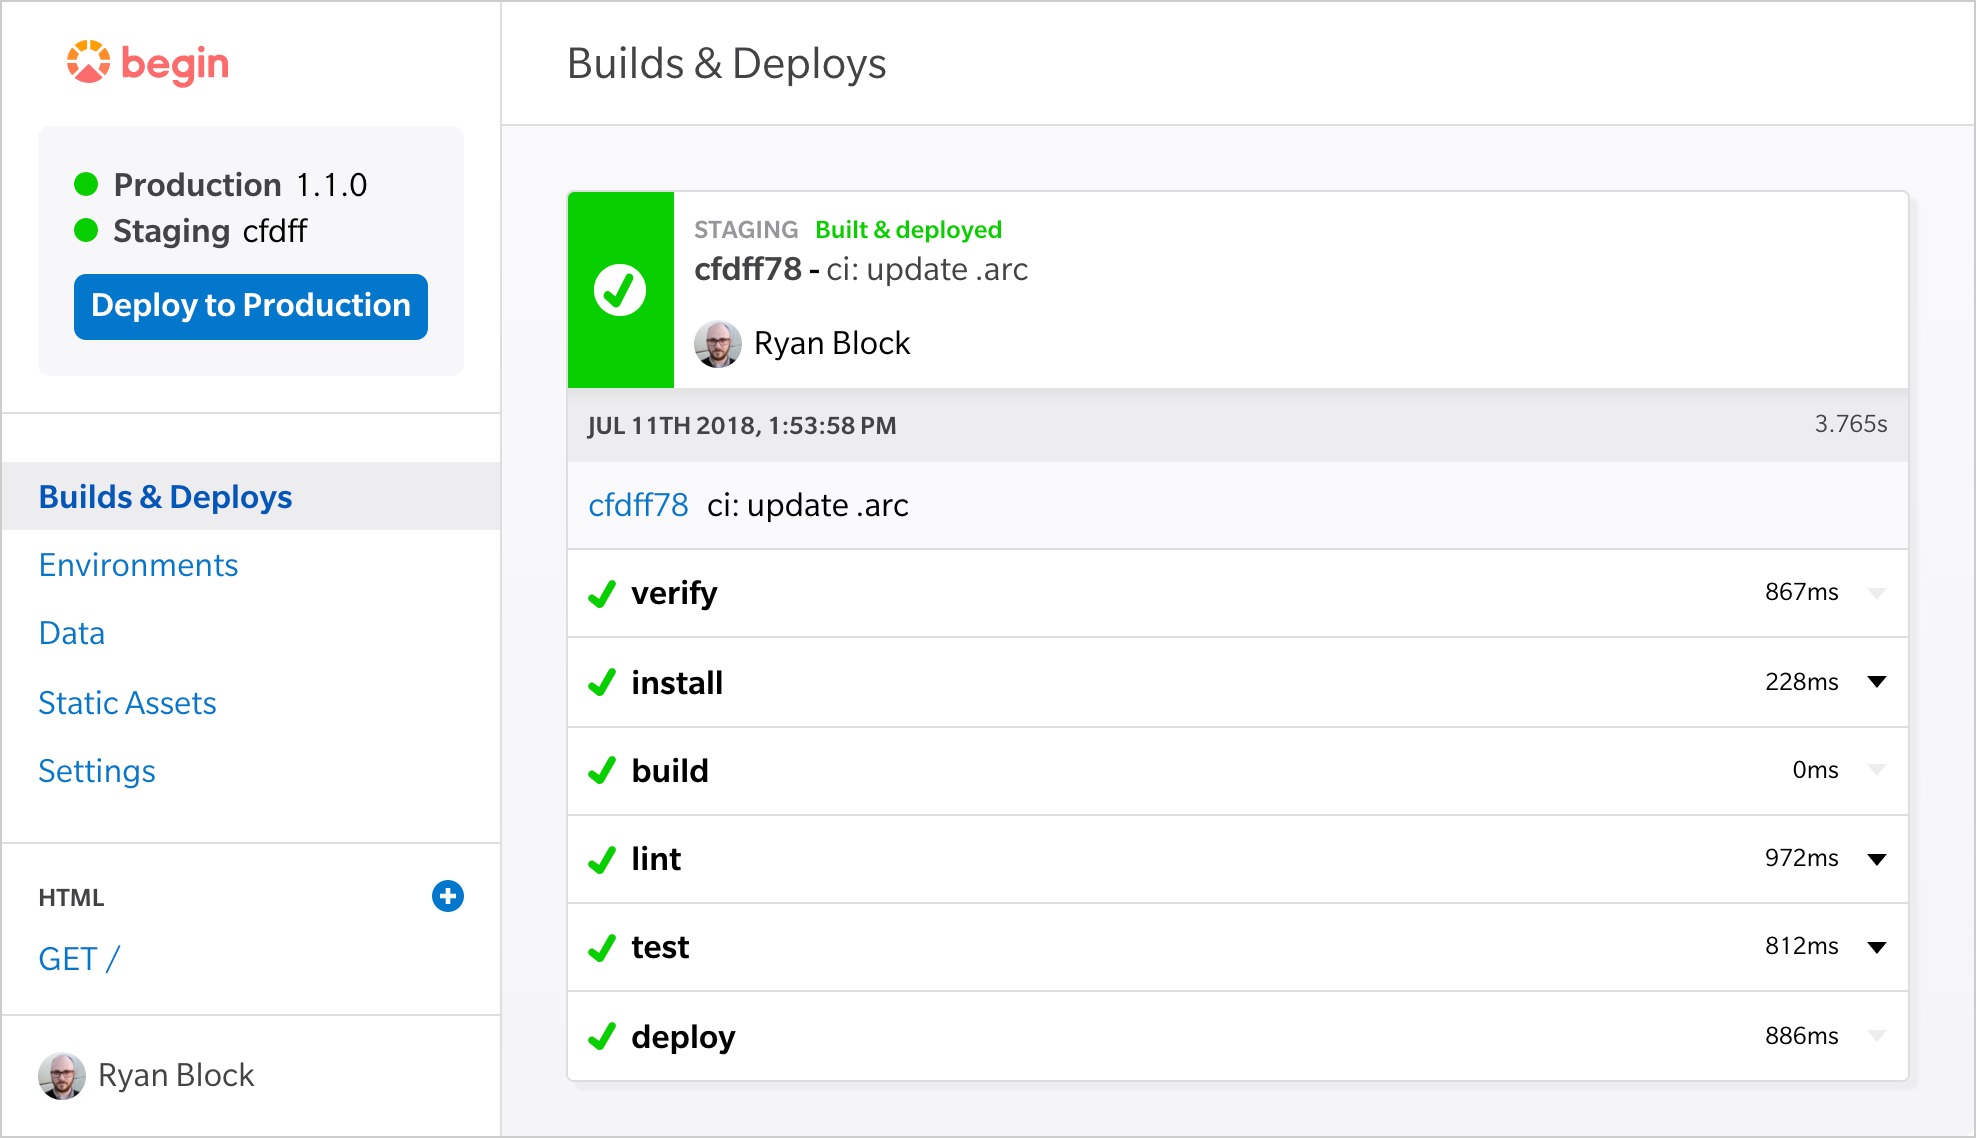 begin
Production 1.1.0
Staging cfdff
Deploy to Production
Builds & Deploys
Environments
Data
Static Assets
Settings
HTML
GET /
Ryan Block
Builds & Deploys
STAGING Built & deployed
cfdff78 - ci: update .arc
Ryan Block
JUL 11TH 2018, 1:53:58 PM 3.765s
cfdff78 ci: update .arc
verify 867ms
install 228ms
build 0ms
lint 972ms
test 812ms
deploy 886ms